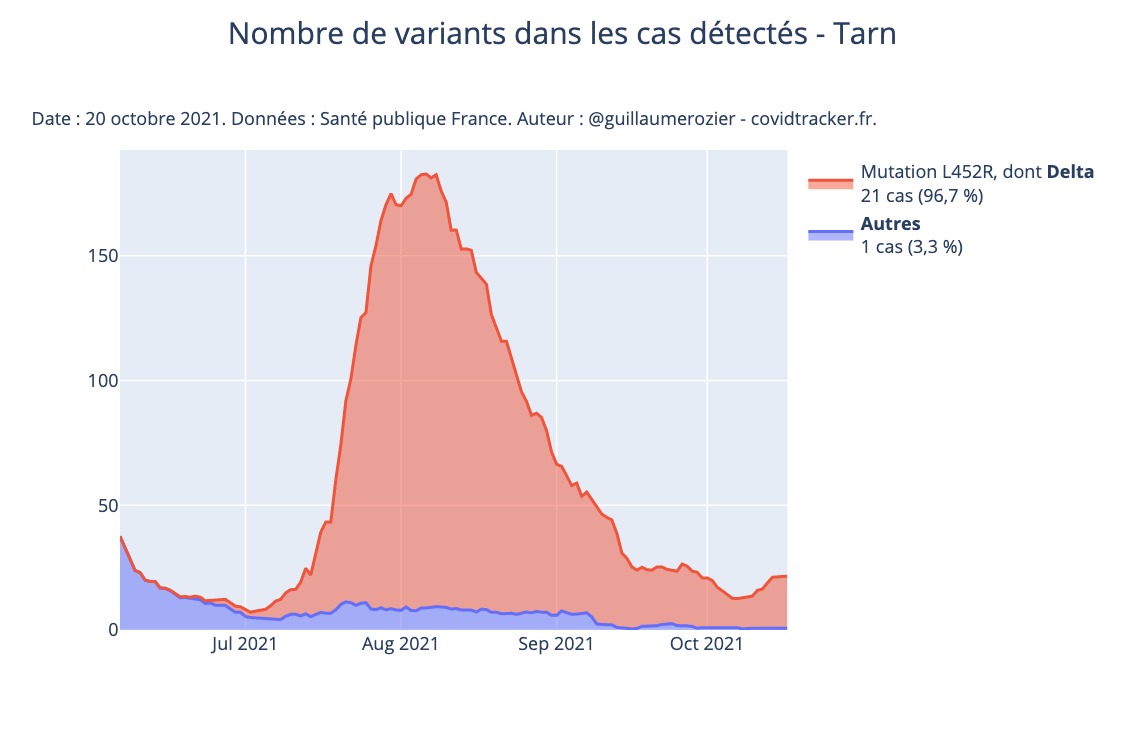 Nombre de variants dans les cas détectés - Tarn
Date : 20 octobre 2021. Données : Santé publique France. Auteur : @guillaumerozier - covidtracker.fr.
Mutation L452R, dont Delta
21 cas (96,7 %)
Autres
1 cas (3,3 %)
150
100
50
0
Jul 2021
Aug 2021
Sep 2021
Oct 2021